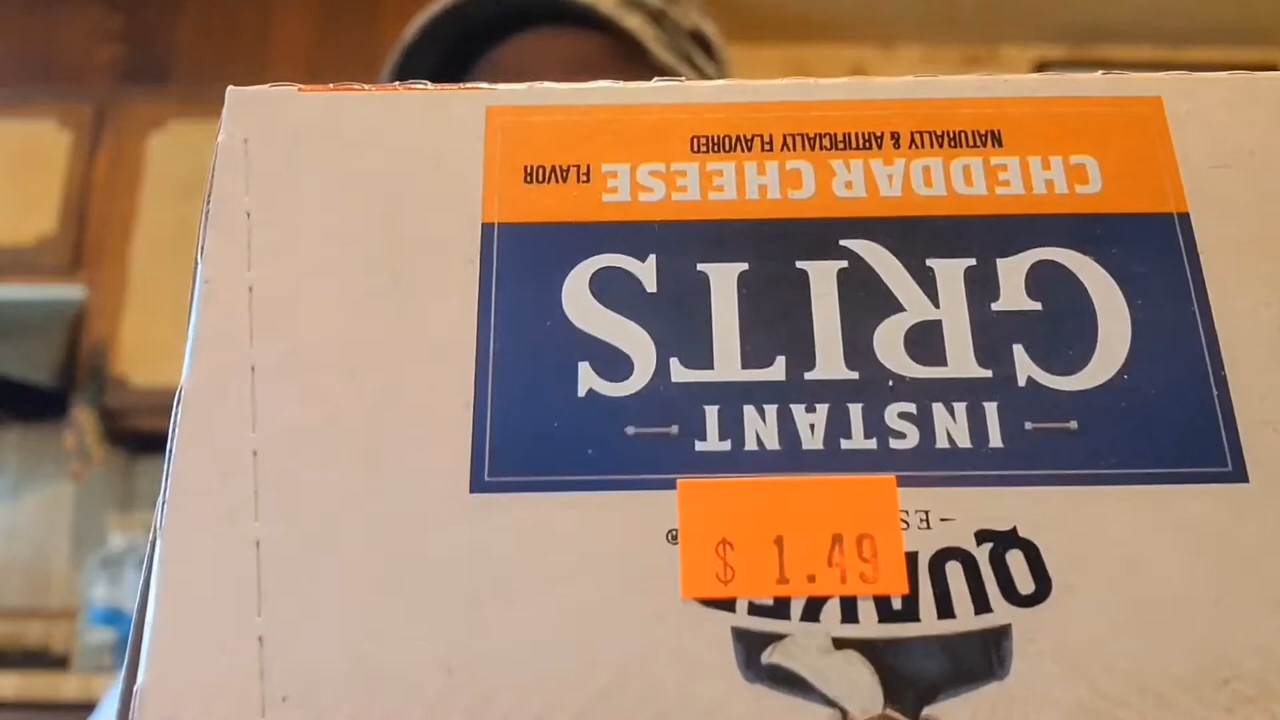 QUAKER®
$ 1.49
INSTANT
GRITS
CHEDDAR CHEESE FLAVOR
NATURALLY & ARTIFICIALLY FLAVORED